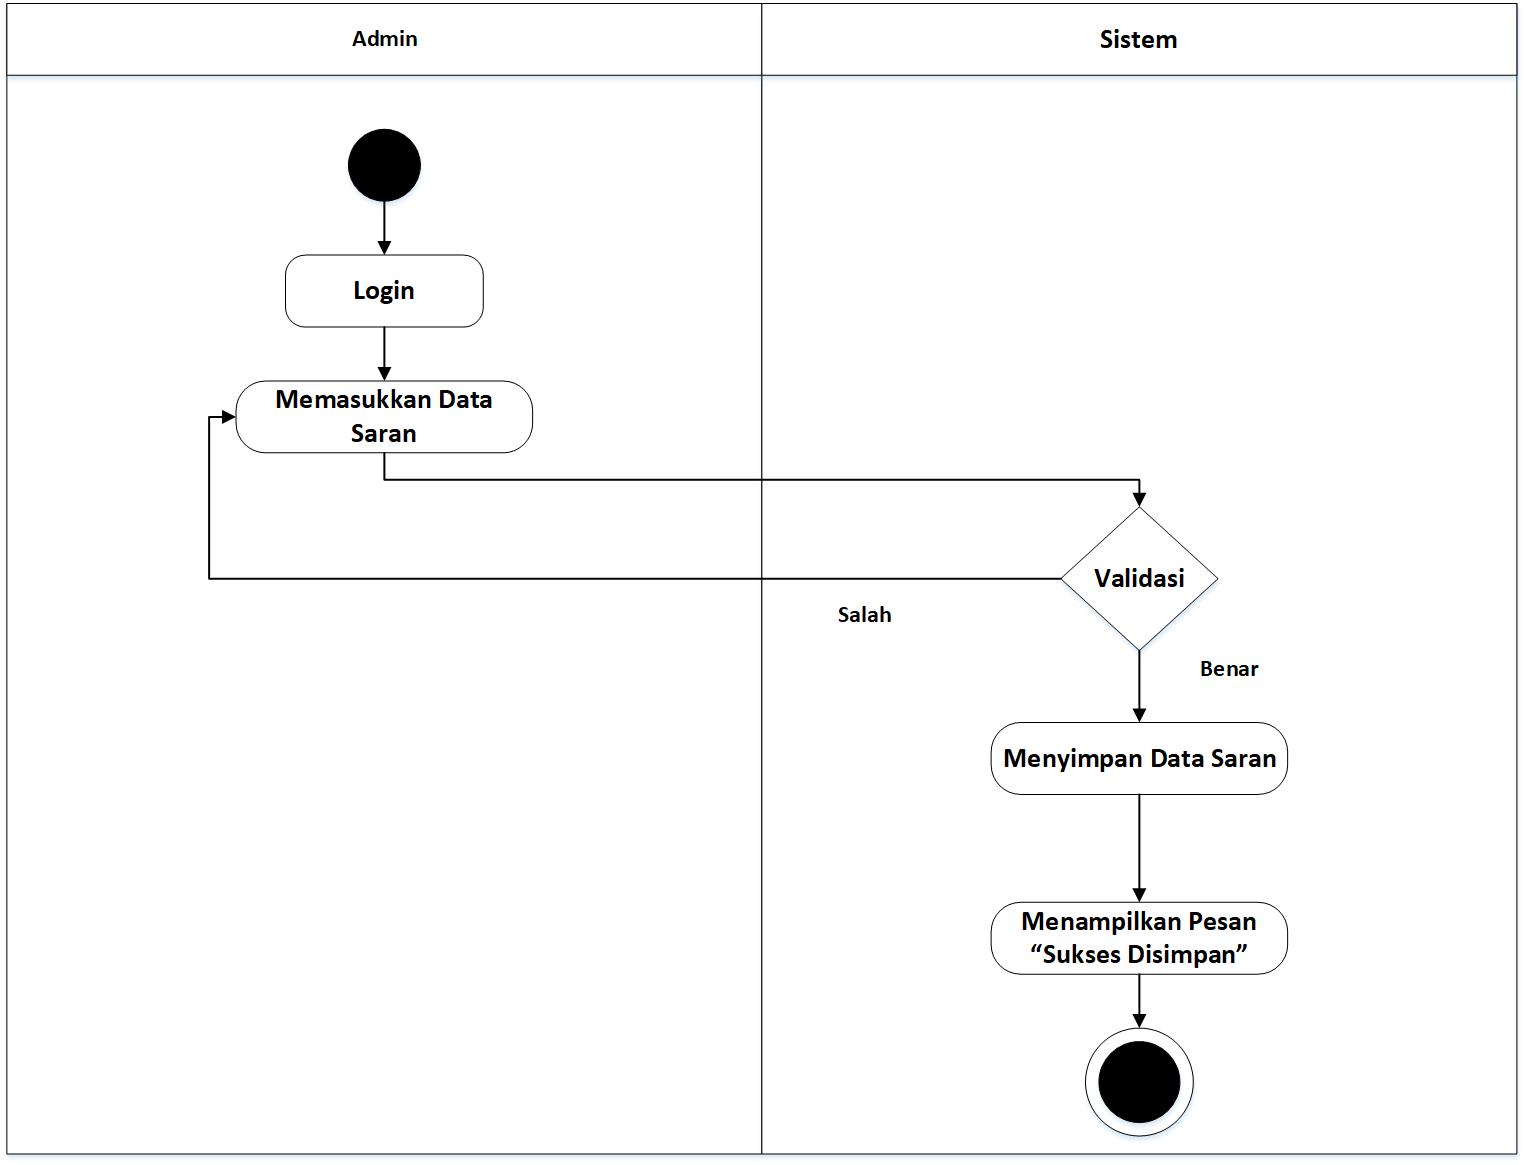 Admin
Sistem
Login
Memasukkan Data
Saran
Validasi
Salah
Benar
Menyimpan Data Saran
Menampilkan Pesan
“Sukses Disimpan”